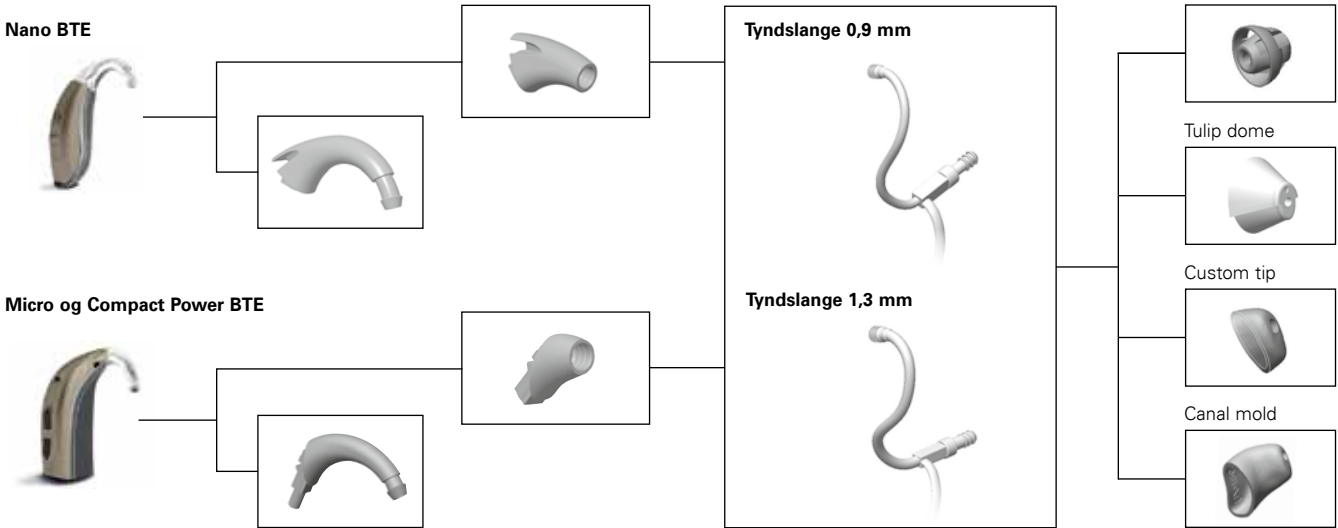 Nano BTE
Tyndslange 0,9 mm
Tulip dome
Custom tip
Micro og Compact Power BTE
Tyndslange 1,3 mm
Canal mold